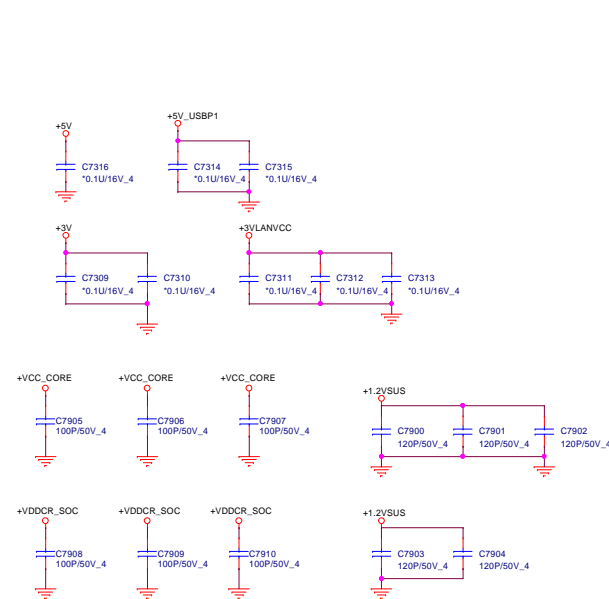 +5V
+5V_USBP1
C7316
*0.1U/16V_4
C7314
*0.1U/16V_4
C7315
*0.1U/16V_4
+3V
+3VLANVCC
C7309
*0.1U/16V_4
C7310
*0.1U/16V_4
C7311
*0.1U/16V_4
C7312
*0.1U/16V_4
C7313
*0.1U/16V_4
+VCC_CORE
+VCC_CORE
+VCC_CORE
+1.2VSUS
C7905
100P/50V_4
C7906
100P/50V_4
C7907
100P/50V_4
C7900
120P/50V_4
C7901
120P/50V_4
C7902
120P/50V_4
+VDDCR_SOC
+VDDCR_SOC
+VDDCR_SOC
+1.2VSUS
C7908
100P/50V_4
C7909
100P/50V_4
C7910
100P/50V_4
C7903
120P/50V_4
C7904
120P/50V_4